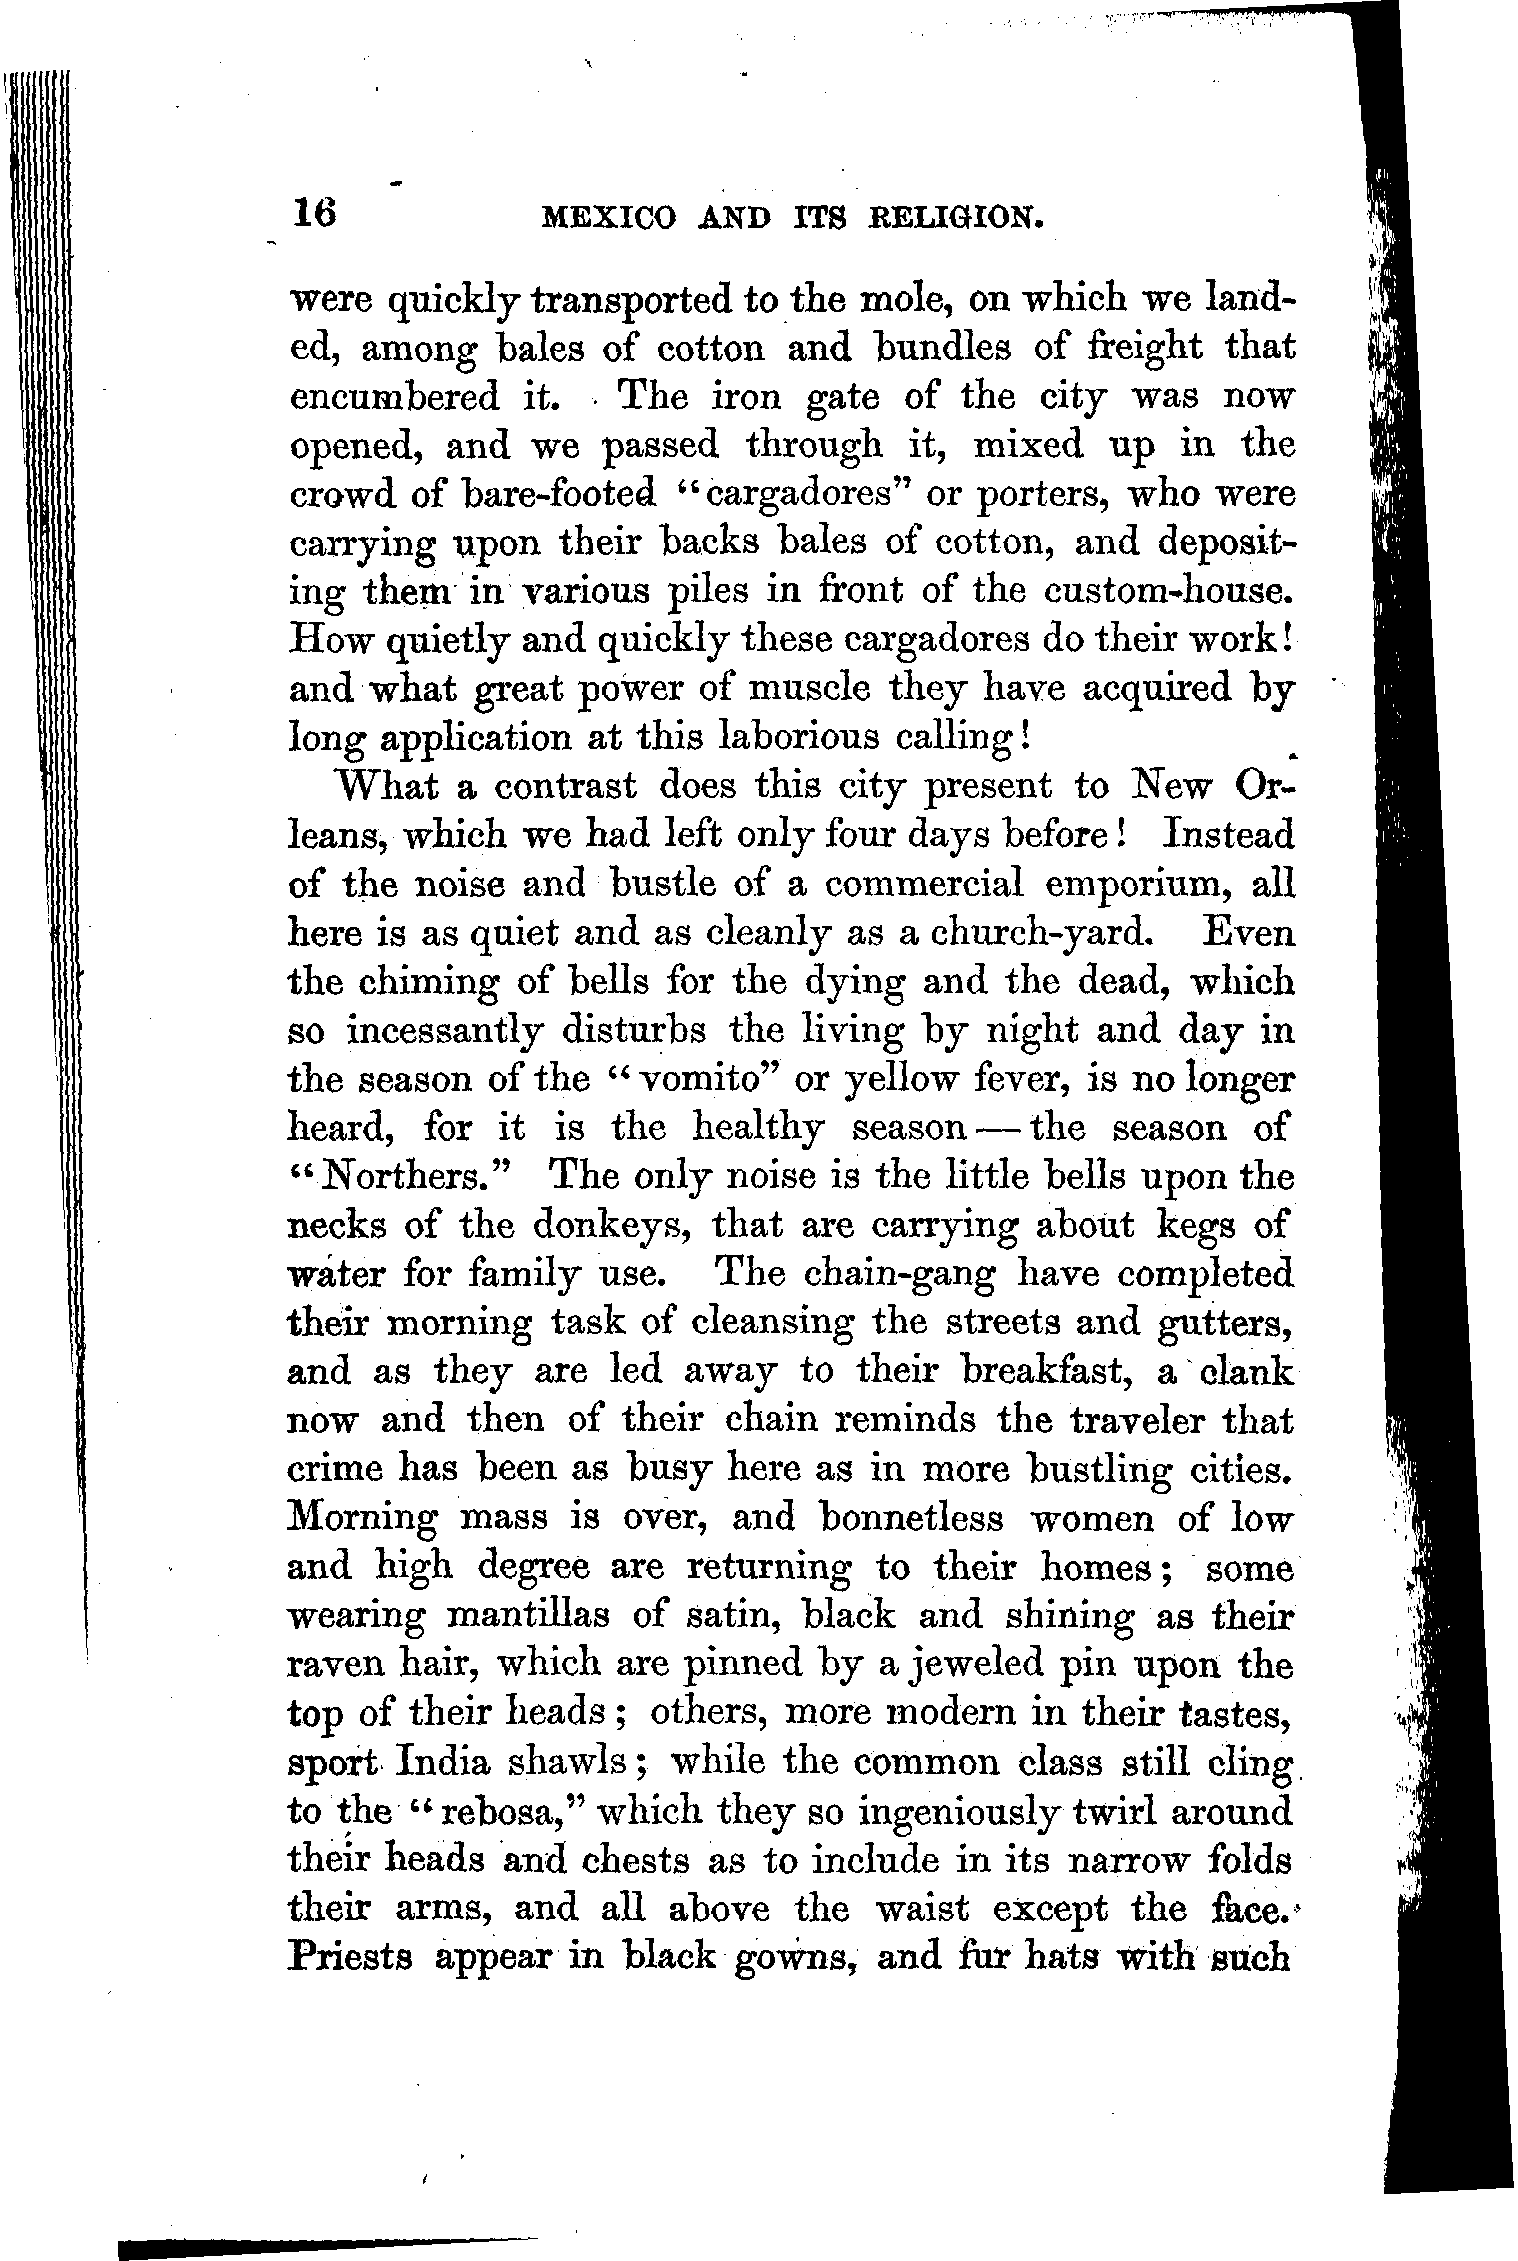 16 MEXICO AND ITS RELIGION.
were quickly transported to the mole, on which we land-
ed, among bales of cotton and bundles of freight that
encumbered it. The iron gate of the city was now
opened, and we passed through it, mixed up in the
crowd of bare-footed "cargadores" or porters, who were
carrying upon their backs bales of cotton, and deposit-
ing them in various piles in front of the custom-house.
How quietly and quickly these cargadores do their work!
and what great power of muscle they have acquired by
long application at this laborious calling!
What a contrast does this city present to New Or-
leans, which we had left only four days before! Instead
of the noise and bustle of a commercial emporium, all
here is as quiet and as cleanly as a church-yard. Even
the chiming of bells for the dying and the dead, which
so incessantly disturbs the living by night and day in
the season of the "vomito" or yellow fever, is no longer
heard, for it is the healthy season—the season of
"Northers." The only noise is the little bells upon the
necks of the donkeys, that are carrying about kegs of
water for family use. The chain-gang have completed
their morning task of cleansing the streets and gutters,
and as they are led away to their breakfast, a clank
now and then of their chain reminds the traveler that
crime has been as busy here as in more bustling cities.
Morning mass is over, and bonnetless women of low
and high degree are returning to their homes; some
wearing mantillas of satin, black and shining as their
raven hair, which are pinned by a jeweled pin upon the
top of their heads; others, more modern in their tastes,
sport India shawls; while the common class still cling
to the "rebosa," which they so ingeniously twirl around
their heads and chests as to include in its narrow folds
their arms, and all above the waist except the face.
Priests appear in black gowns, and fur hats with such